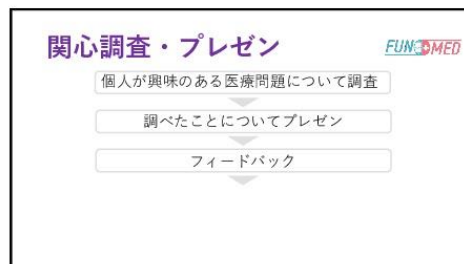 関心調査・プレゼン
FUN MED
個人が興味のある医療問題について調査
調べたことについてプレゼン
フィードバック